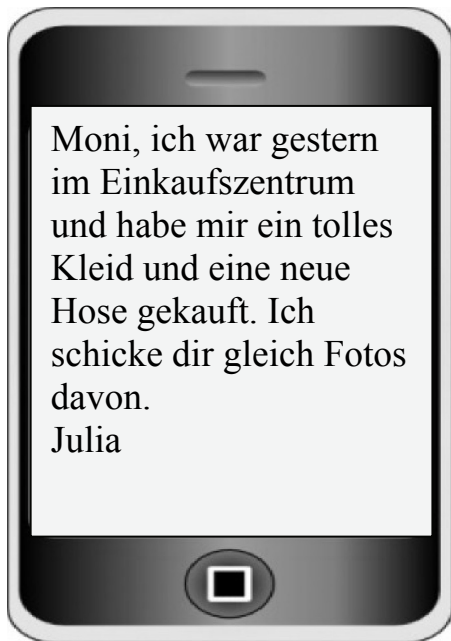 Moni, ich war gestern
im Einkaufszentrum
und habe mir ein tolles
Kleid und eine neue
Hose gekauft. Ich
schicke dir gleich Fotos
davon.
Julia